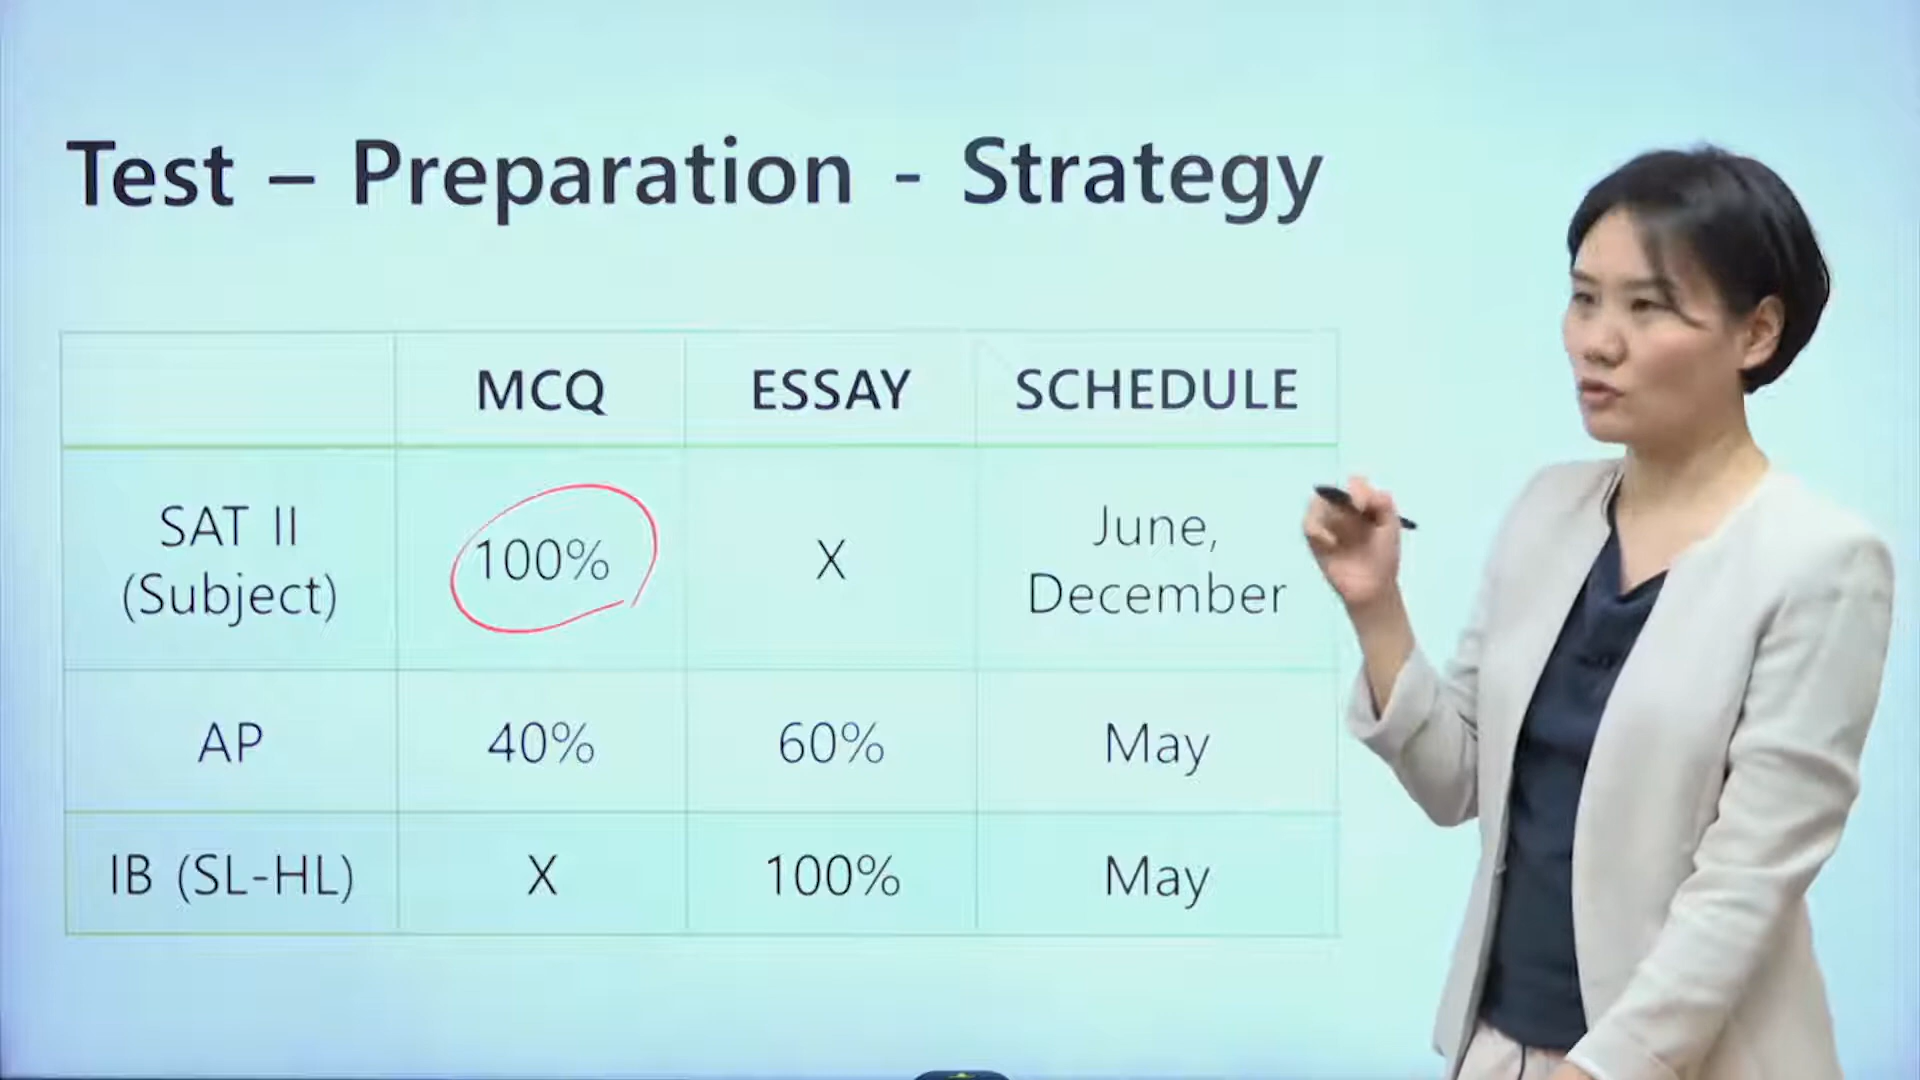 Test – Preparation - Strategy
MCQ ESSAY SCHEDULE
SAT II
(Subject)
100% X
June,
December
AP 40% 60% May
IB (SL-HL) X 100% May